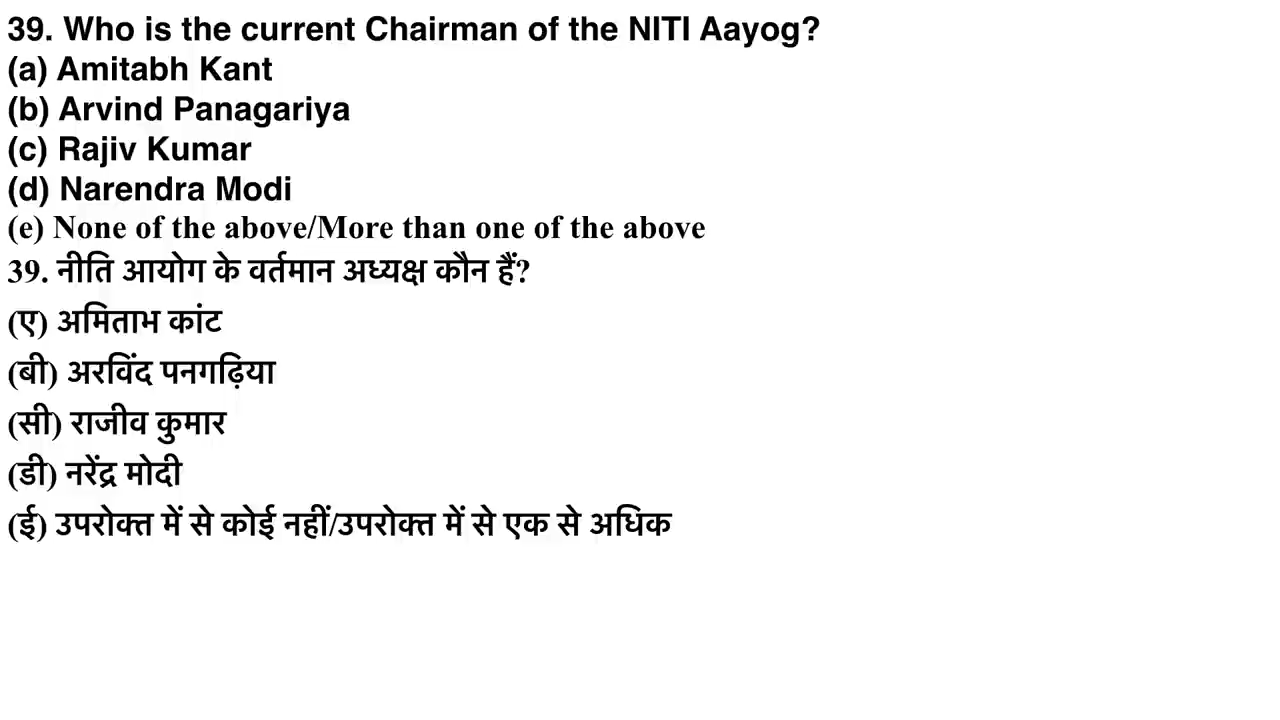 39. Who is the current Chairman of the NITI Aayog?
(a) Amitabh Kant
(b) Arvind Panagariya
(c) Rajiv Kumar
(d) Narendra Modi
(e) None of the above/More than one of the above
39. नीति आयोग के वर्तमान अध्यक्ष कौन हैं?
(ए) अमिताभ कांट
(बी) अरविंद पनगढ़िया
(सी) राजीव कुमार
(डी) नरेंद्र मोदी
(ई) उपरोक्त में से कोई नहीं/उपरोक्त में से एक से अधिक